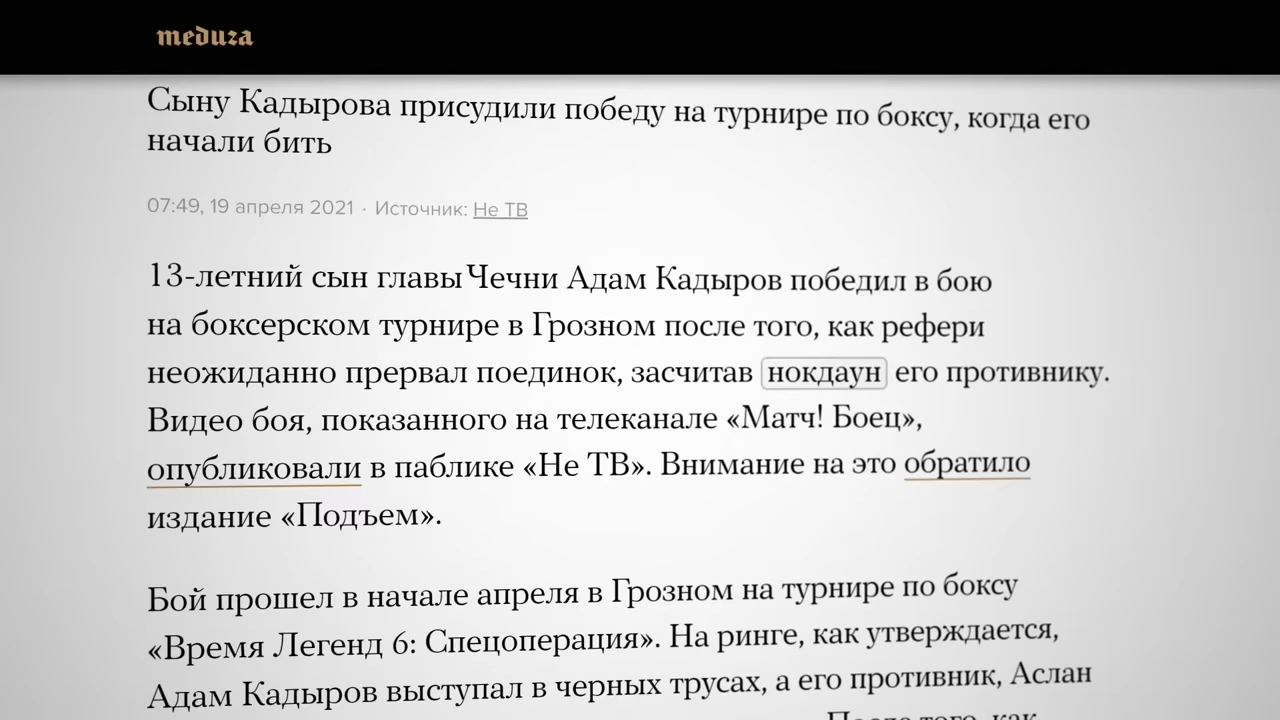 meduza
Сыну Кадырова присудили победу на турнире по боксу, когда его
начали бить
07:49, 19 апреля 2021 · Источник: Не ТВ
13-летний сын главы Чечни Адам Кадыров победил в бою
на боксерском турнире в Грозном после того, как рефери
неожиданно прервал поединок, засчитав нокдаун его противнику.
Видео боя, показанного на телеканале «Матч! Боец»,
опубликовали в паблике «Не ТВ». Внимание на это обратило
издание «Подъем».
Бой прошел в начале апреля в Грозном на турнире по боксу
«Время Легенд 6: Спецоперация». На ринге, как утверждается,
Адам Кадыров выступал в черных трусах, а его противник, Аслан
После того, как